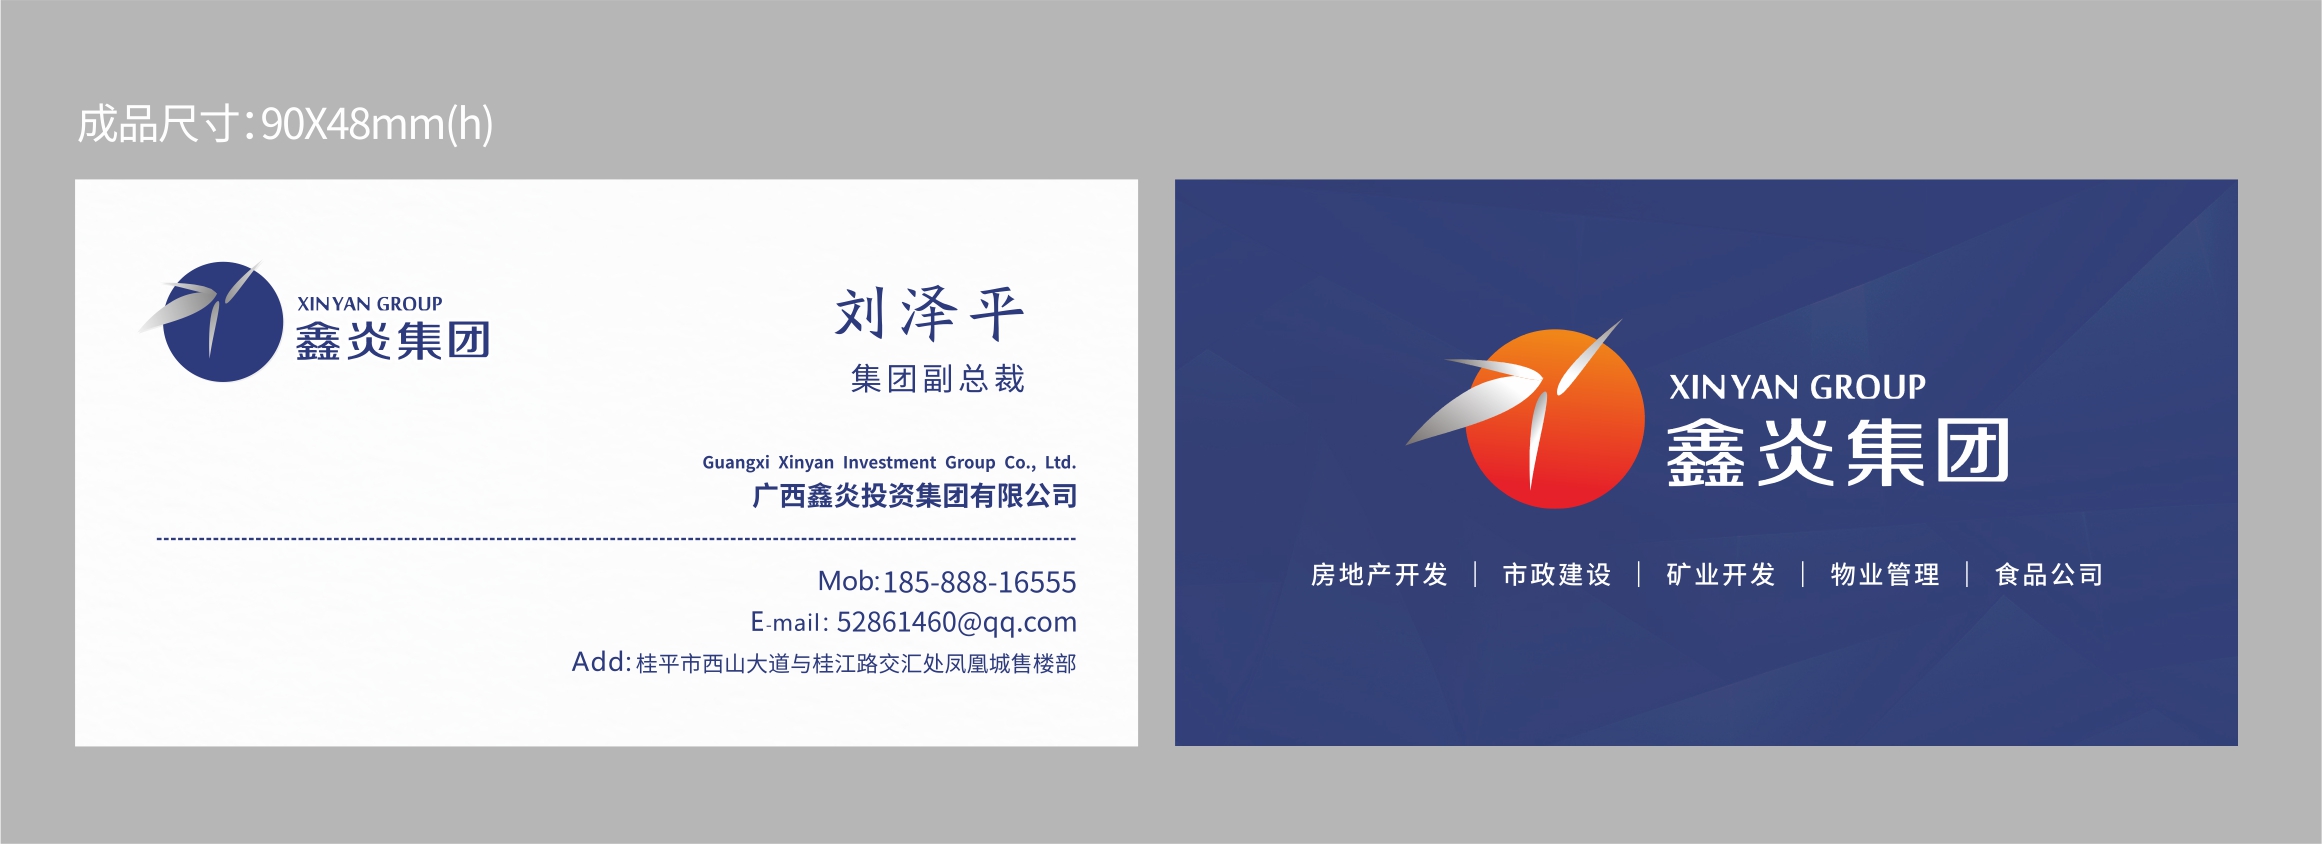 成品尺寸:90X48mm(h)
XINYAN GROUP
鑫炎集团
刘泽平
集团副总裁
Guangxi Xinyan Investment Group Co., Ltd.
广西鑫炎投资集团有限公司
Mob:185-888-16555
E-mail: 52861460@qq.com
Add:桂平市西山大道与桂江路交汇处凤凰城售楼部
XINYAN GROUP
鑫炎集团
房地产开发 | 市政建设 | 矿业开发 | 物业管理 | 食品公司